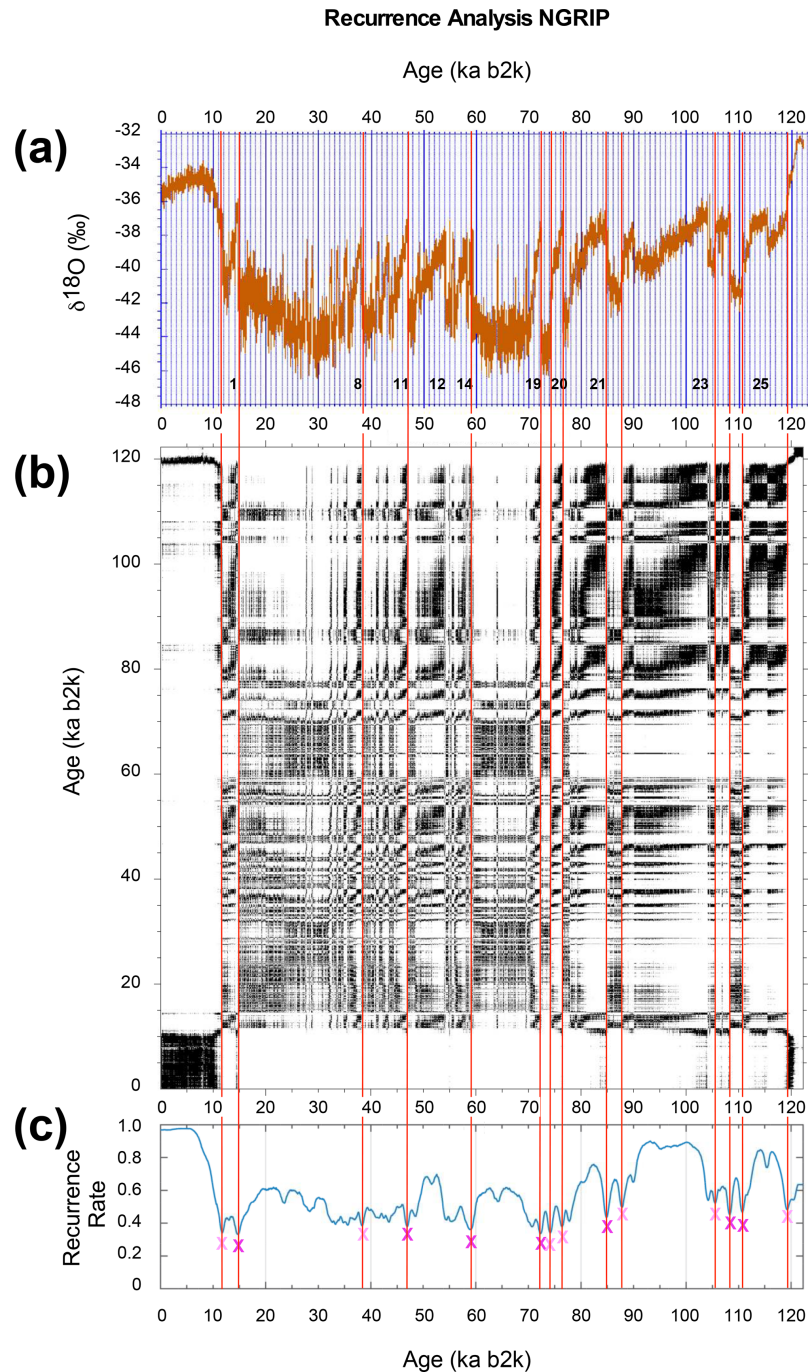 Recurrence Analysis NGRIP
Age (ka b2k)
0 10 20 30 40 50 60 70 80 90 100 110 120
(a)
-32
-34
-36
-38
-40
-42
-44
-46
-48
δ18O (‰)
1 8 11 12 14 19 20 21 23 25
0 10 20 30 40 50 60 70 80 90 100 110 120
(b)
120
100
80
60
40
20
0
Age (ka b2k)
0 10 20 30 40 50 60 70 80 90 100 110 120
(c)
1.0
0.8
0.6
0.4
0.2
0
Recurrence
Rate
x x x x x x x x x x x x x x
0 10 20 30 40 50 60 70 80 90 100 110 120
Age (ka b2k)